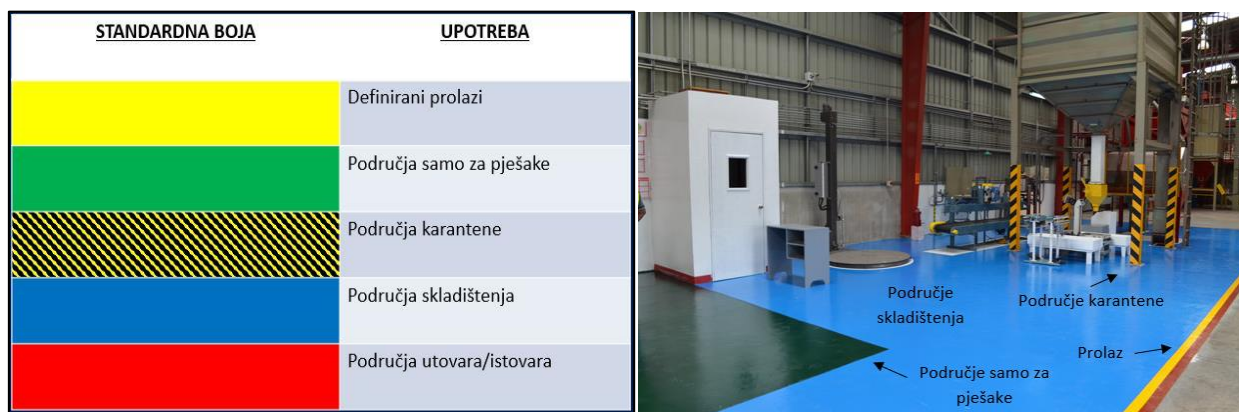 STANDARDNA BOJA UPOTREBA
Definirani prolazi
Područja samo za pješake
Područja karantene
Područja skladištenja
Područja utovara/istovara
Područje
skladištenja
Područje karantene
Prolaz
Područje samo za
pješake